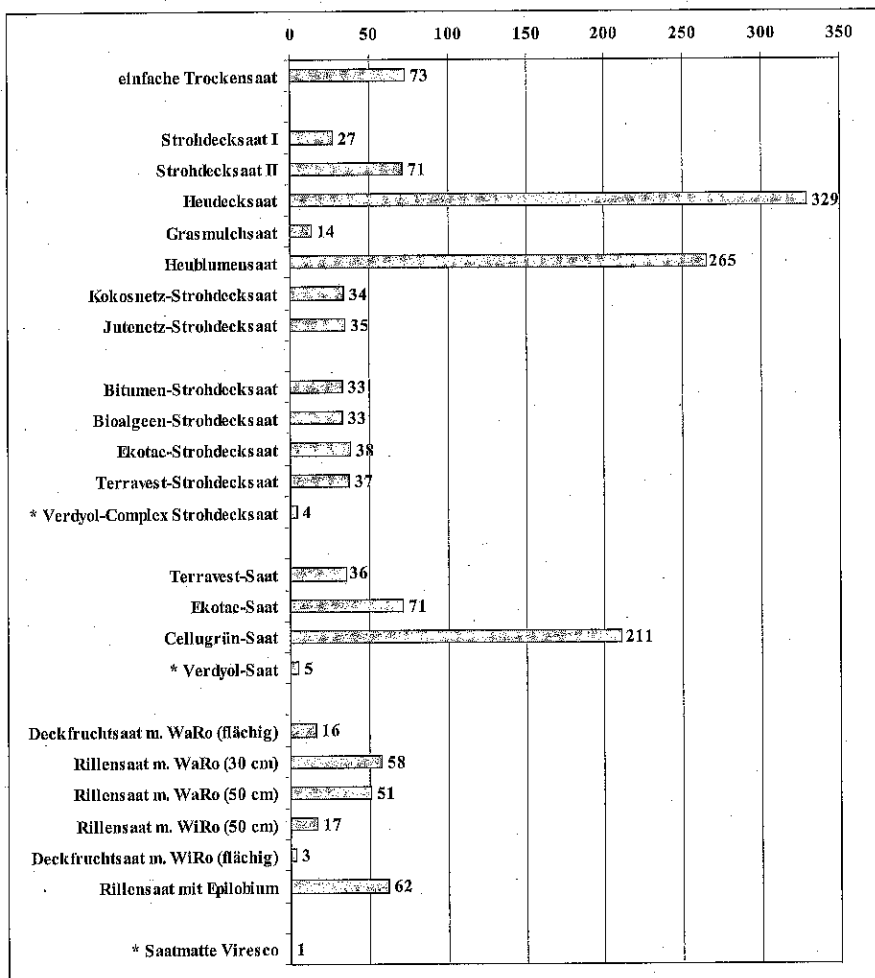 0 50 100 150 200 250 300 350
einfache Trockensaat 73
Strohdecksaat I 27
Strohdecksaat II 71
Heudecksaat 329
Grasmulchsaat 14
Heublumensaat 265
Kokosnetz-Strohdecksaat 34
Jutenetz-Strohdecksaat 35
Bitumen-Strohdecksaat 33
Bioalgeen-Strohdecksaat 33
Ekotac-Strohdecksaat 38
Terravest-Strohdecksaat 37
* Verdyol-Complex Strohdecksaat 4
Terravest-Saat 36
Ekotac-Saat 71
Cellugrün-Saat 211
* Verdyol-Saat 5
Deckfruchtsaat m. WaRo (flächig) 16
Rillensaat m. WaRo (30 cm) 58
Rillensaat m. WaRo (50 cm) 51
Rillensaat m. WiRo (50 cm) 17
Deckfruchtsaat m. WiRo (flächig) 3
Rillensaat mit Epilobium 62
* Saatmatte Viresco 1